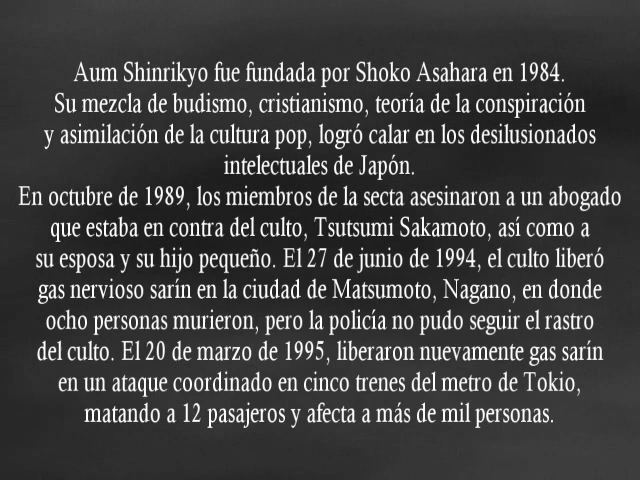 Aum Shinrikyo fue fundada por Shoko Asahara en 1984.
Su mezcla de budismo, cristianismo, teoría de la conspiración
y asimilación de la cultura pop, logró calar en los desilusionados
intelectuales de Japón.
En octubre de 1989, los miembros de la secta asesinaron a un abogado
que estaba en contra del culto, Tsutsumi Sakamoto, así como a
su esposa y su hijo pequeño. El 27 de junio de 1994, el culto liberó
gas nervioso sarín en la ciudad de Matsumoto, Nagano, en donde
ocho personas murieron, pero la policía no pudo seguir el rastro
del culto. El 20 de marzo de 1995, liberaron nuevamente gas sarín
en un ataque coordinado en cinco trenes del metro de Tokio,
matando a 12 pasajeros y afecta a más de mil personas.